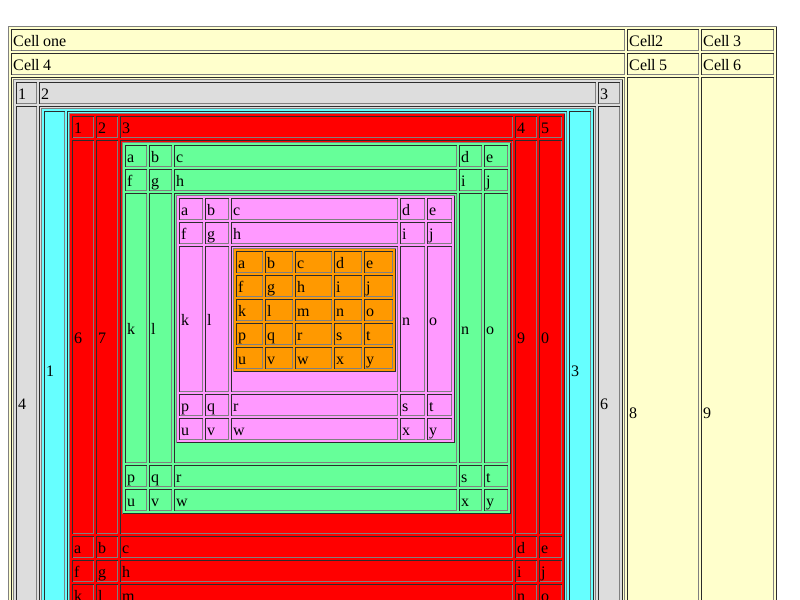 Cell one Cell2 Cell 3
Cell 4 Cell 5 Cell 6
1 2 3
1 2 3 4 5
a b c d e
f g h i j
a b c d e
f g h i j
a b c d e
f g h i j
k l m n o
k l n o
p q r s t
k l n o
6 7 9 0
u v w x y
1 3
4 6
8 9
p q r s t
u v w x y
p q r s t
u v w x y
a b c d e
f g h i j
k l m n o